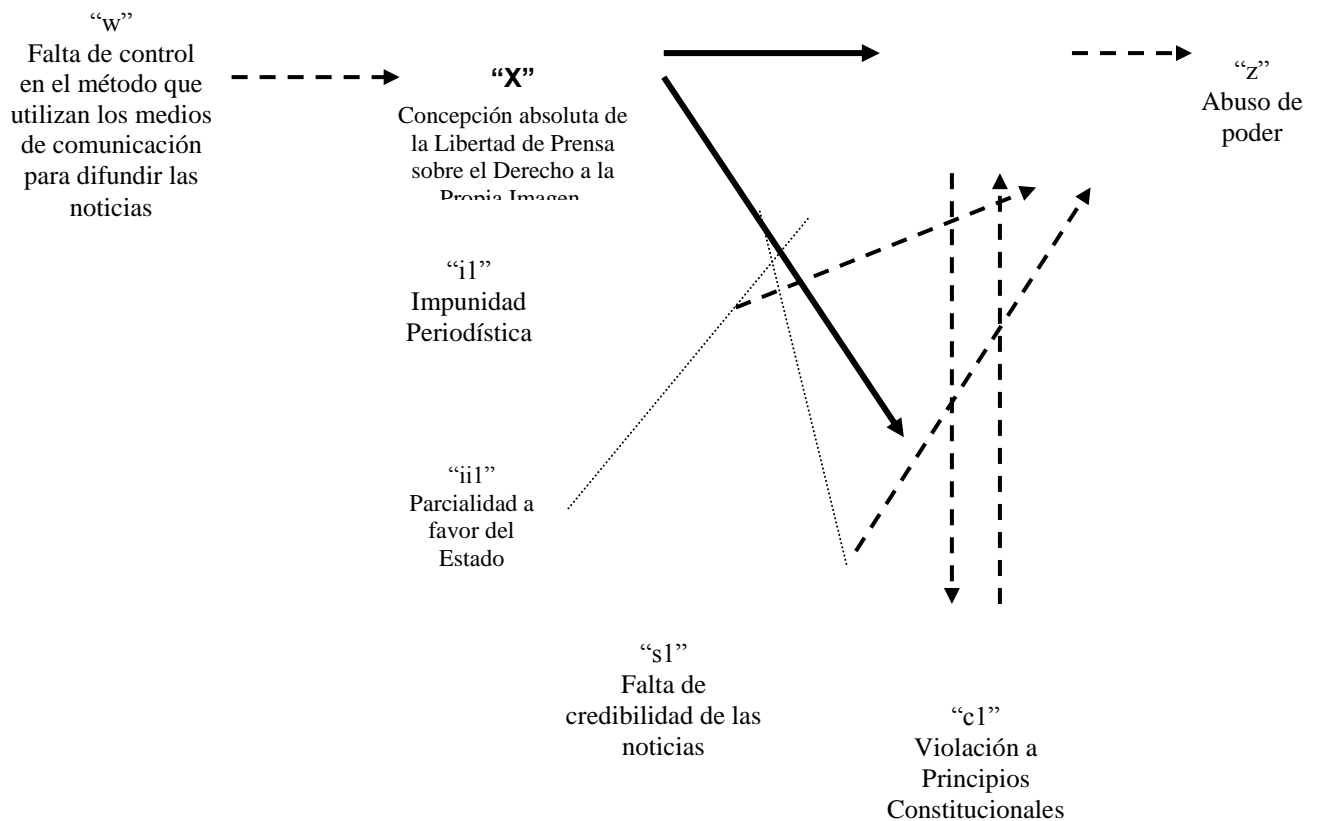 “w”
Falta de control
en el método que
utilizan los medios
de comunicación
para difundir las
noticias
“X”
Concepción absoluta de
la Libertad de Prensa
sobre el Derecho a la
Propia Imagen
“z”
Abuso de
poder
“i1”
Impunidad
Periodística
“ii1”
Parcialidad a
favor del
Estado
“s1”
Falta de
credibilidad de las
noticias
“c1”
Violación a
Principios
Constitucionales